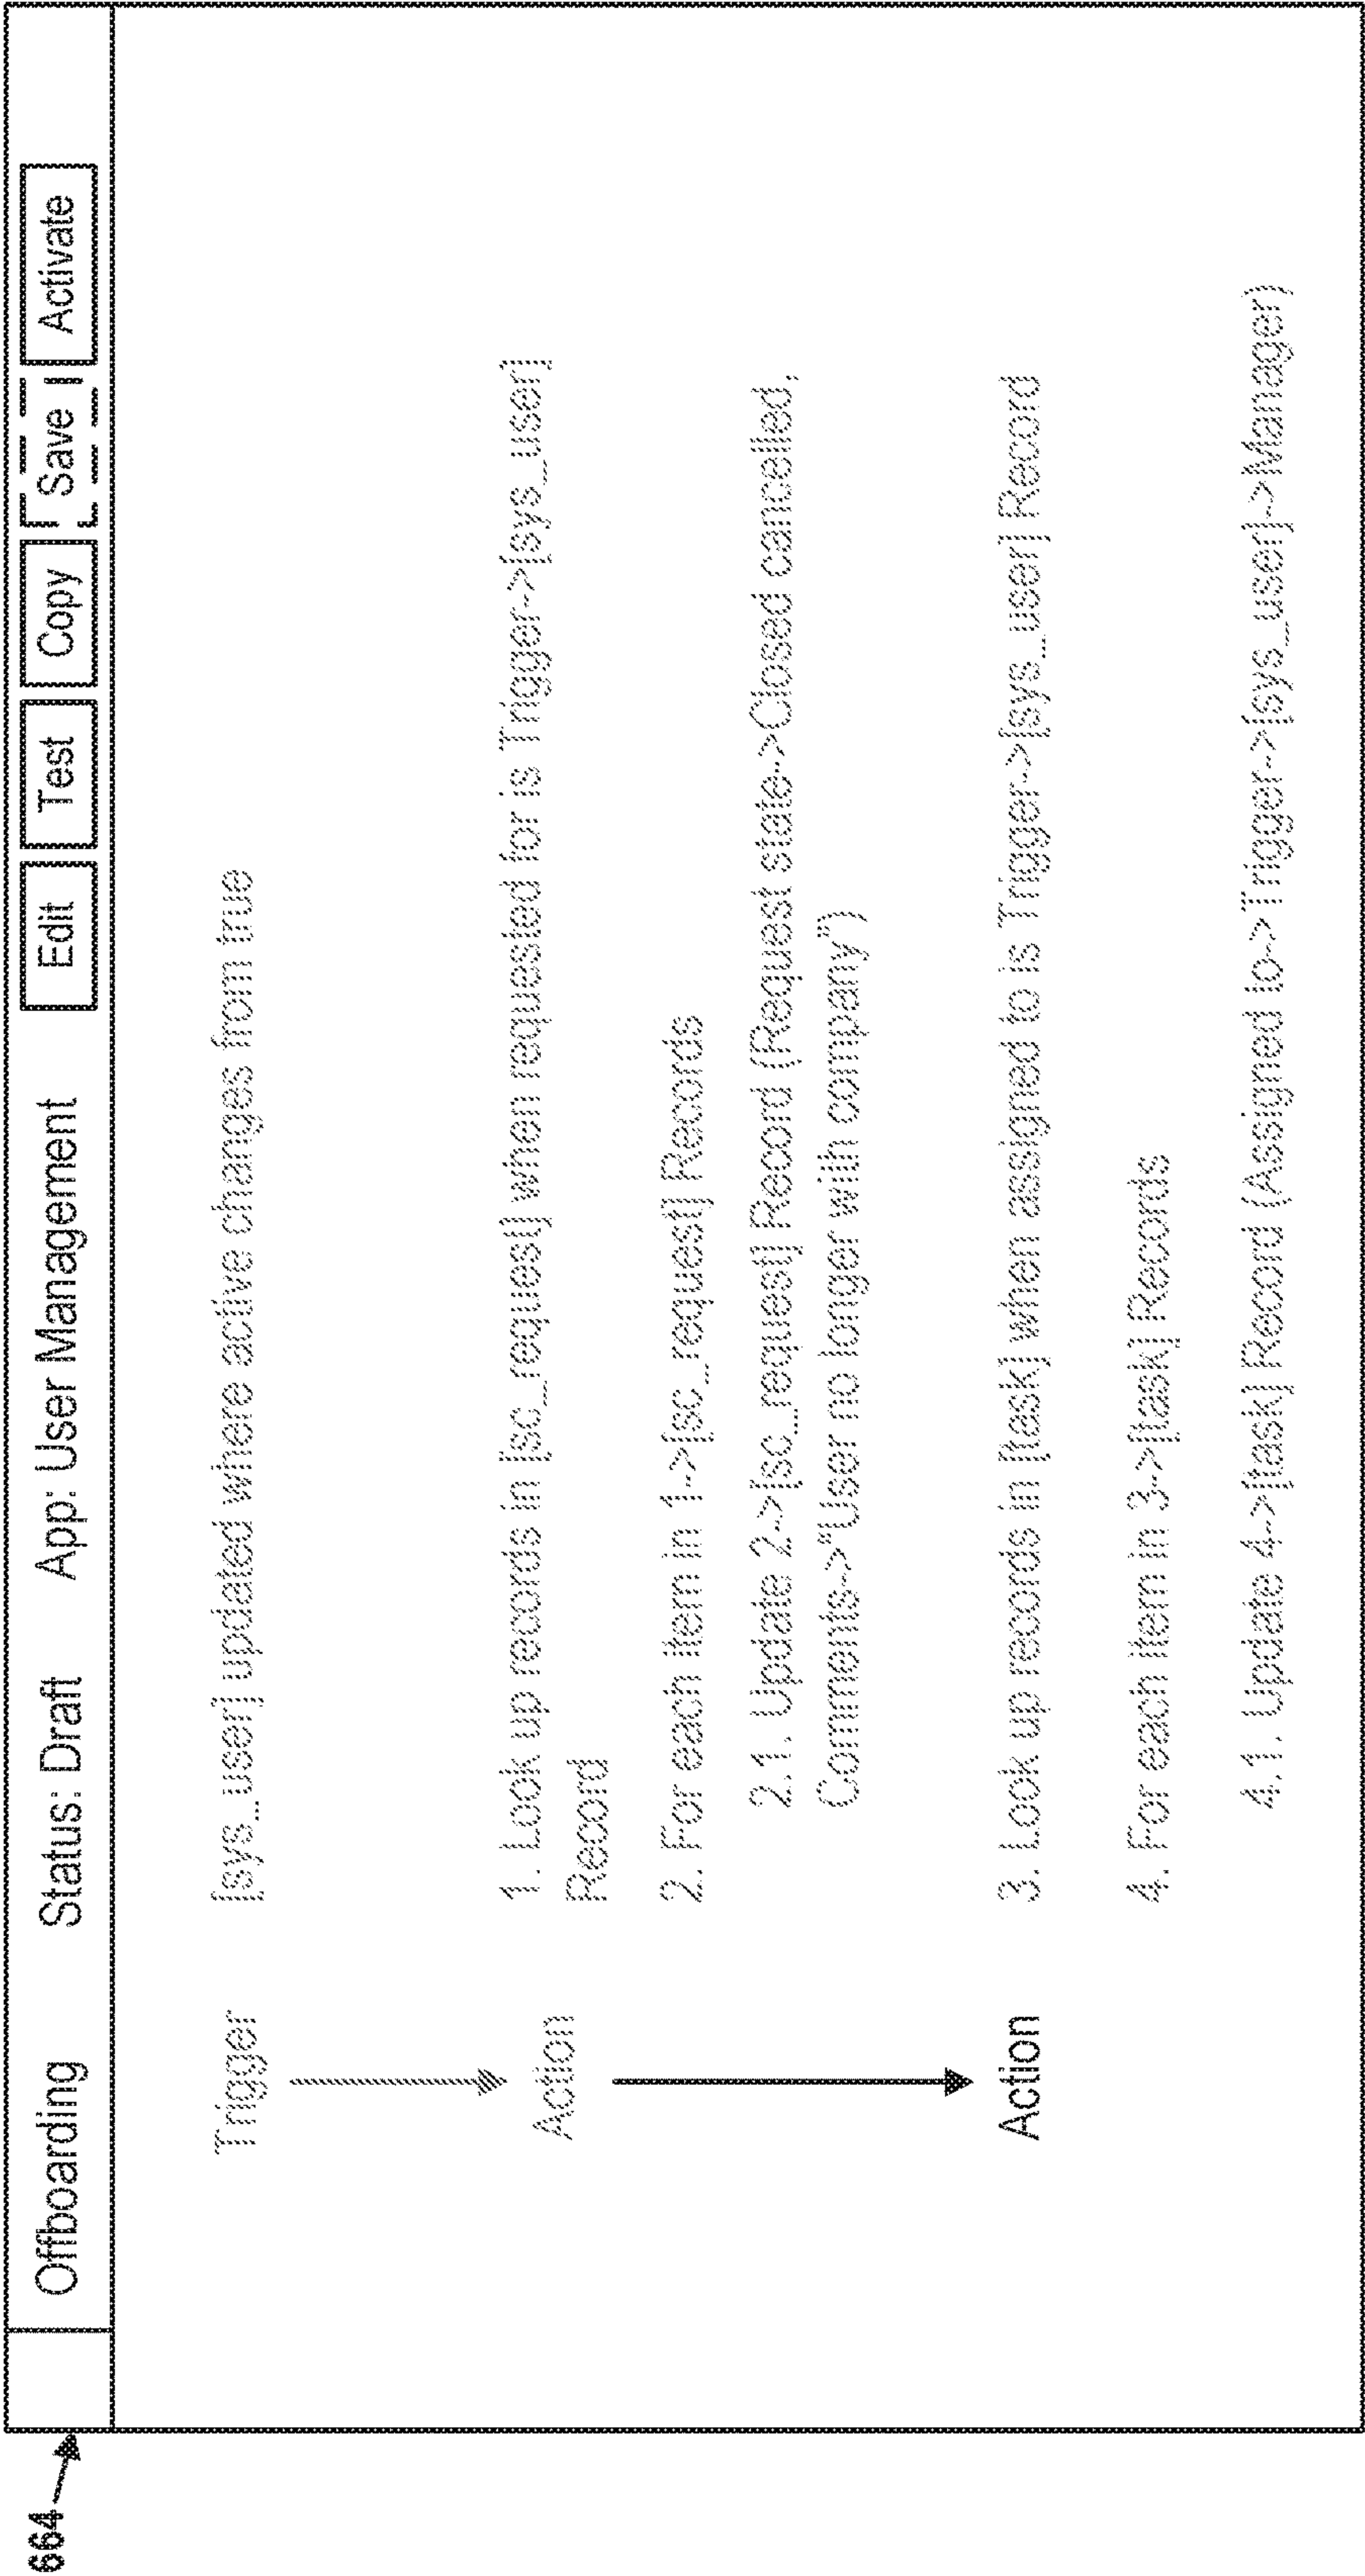 664
Offboarding Status: Draft App: User Management Edit Test Copy Save Activate
Trigger
[sys_user] updated where active changes from true
Action
1. Look up records in [sc_request] when requested for is Trigger->[sys_user]
Record
2. For each item in 1->[sc_request] Records
2.1. Update 2->[sc_request] Record (Request state->Closed cancelled,
Comments->"User no longer with company")
Action
3. Look up records in [task] when assigned to is Trigger->[sys_user] Record
4. For each item in 3->[task] Records
4.1. Update 4->[task] Record (Assigned to->Trigger->[sys_user]->Manager)